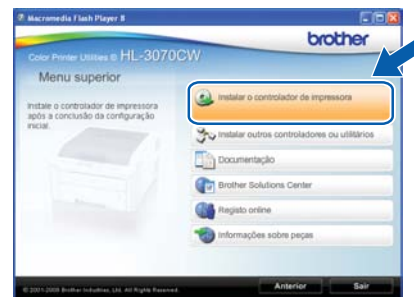 Macromedia Flash Player 8
brother
Color Printer Utilities © HL-3070CW
Menu superior
Instale o controlador de impressora
após a conclusão da configuração
inicial.
Instalar o controlador de impressora
Instalar outros controladores ou utilitários
Documentação
Brother Solutions Center
Registo online
Informações sobre peças
© 2001-2009 Brother Industries, Ltd. All Rights Reserved.
Anterior
Sair